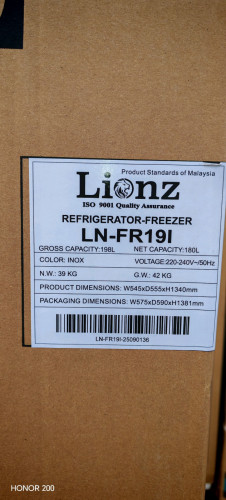 Product Standards of Malaysia
Lionz
ISO 9001 Quality Assurance
REFRIGERATOR-FREEZER
LN-FR19I
GROSS CAPACITY:198L NET CAPACITY:180L
COLOR: INOX VOLTAGE:220-240V~/50Hz
N.W.: 39 KG G.W.: 42 KG
PRODUCT DIMENSIONS: W545xD555xH1340mm
PACKAGING DIMENSIONS: W575xD590xH1381mm
LN-FR19I-25090136
HONOR 200